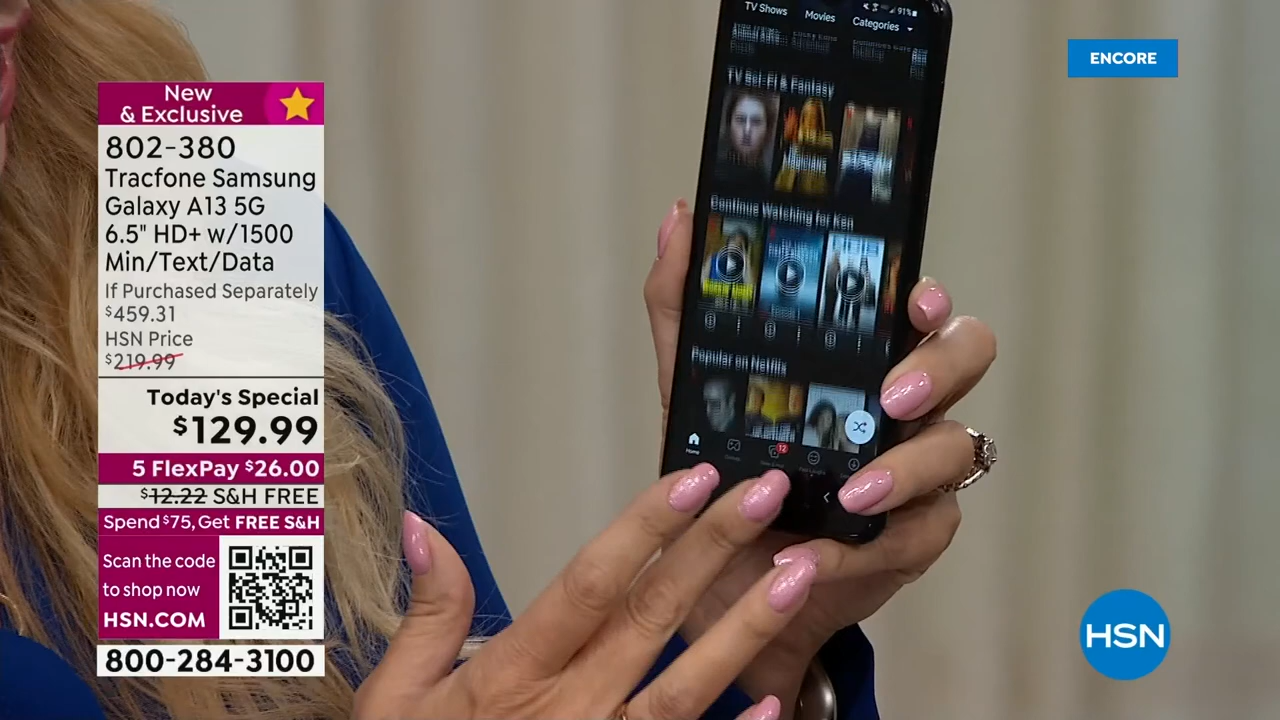 New
& Exclusive
802-380
Tracfone Samsung
Galaxy A13 5G
6.5" HD+ w/1500
Min/Text/Data
If Purchased Separately
$459.31
HSN Price
$219.99
Today's Special
$129.99
5 FlexPay $26.00
$12.22 S&H FREE
Spend $75, Get FREE S&H
Scan the code
to shop now
HSN.COM
800-284-3100
91%
TV Shows Movies Categories
TV Sci-Fi & Fantasy
Continue Watching for Ken
Popular on Netflix
12
Home
ENCORE
HSN